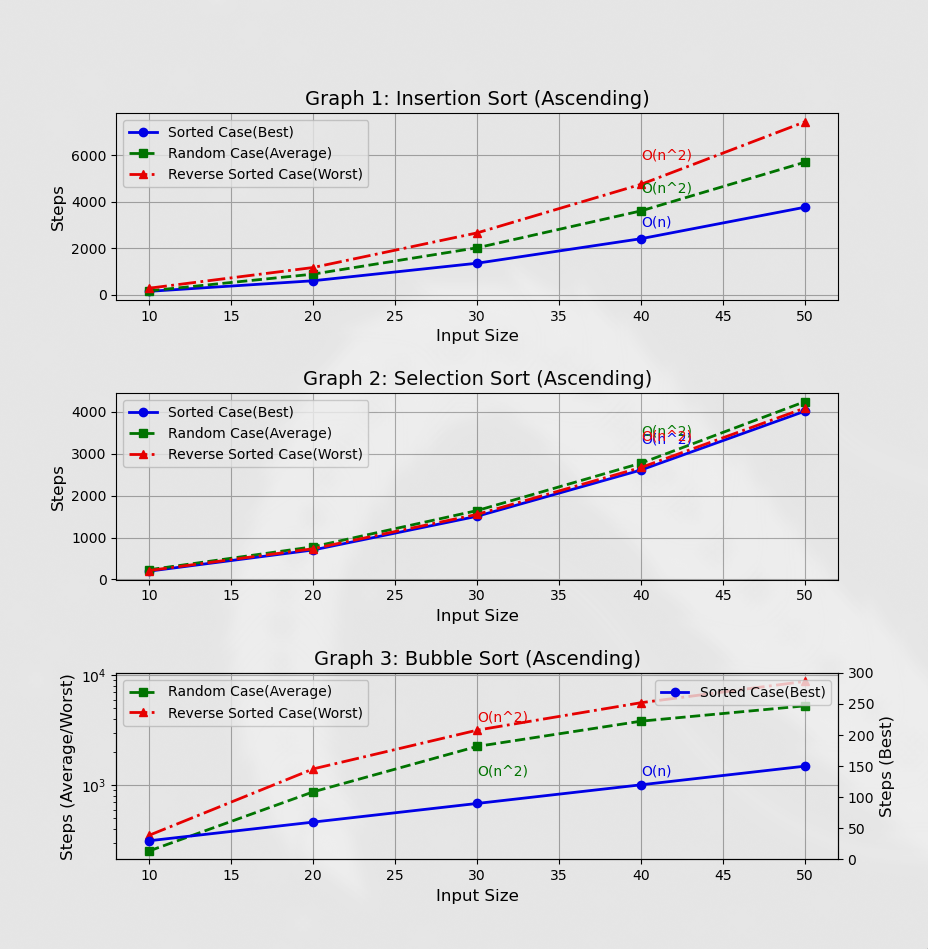 Graph 1: Insertion Sort (Ascending)
Sorted Case(Best)
Random Case(Average)
Reverse Sorted Case(Worst)
O(n^2)
O(n^2)
O(n)
Steps
6000
4000
2000
0
10 15 20 25 30 35 40 45 50
Input Size
Graph 2: Selection Sort (Ascending)
Sorted Case(Best)
Random Case(Average)
Reverse Sorted Case(Worst)
O(n^2)
O(n^2)
O(n^2)
Steps
4000
3000
2000
1000
0
10 15 20 25 30 35 40 45 50
Input Size
Graph 3: Bubble Sort (Ascending)
Random Case(Average)
Reverse Sorted Case(Worst)
Sorted Case(Best)
O(n^2)
O(n^2)
O(n)
Steps (Average/Worst)
10^4
10^3
Steps (Best)
300
250
200
150
100
50
0
10 15 20 25 30 35 40 45 50
Input Size